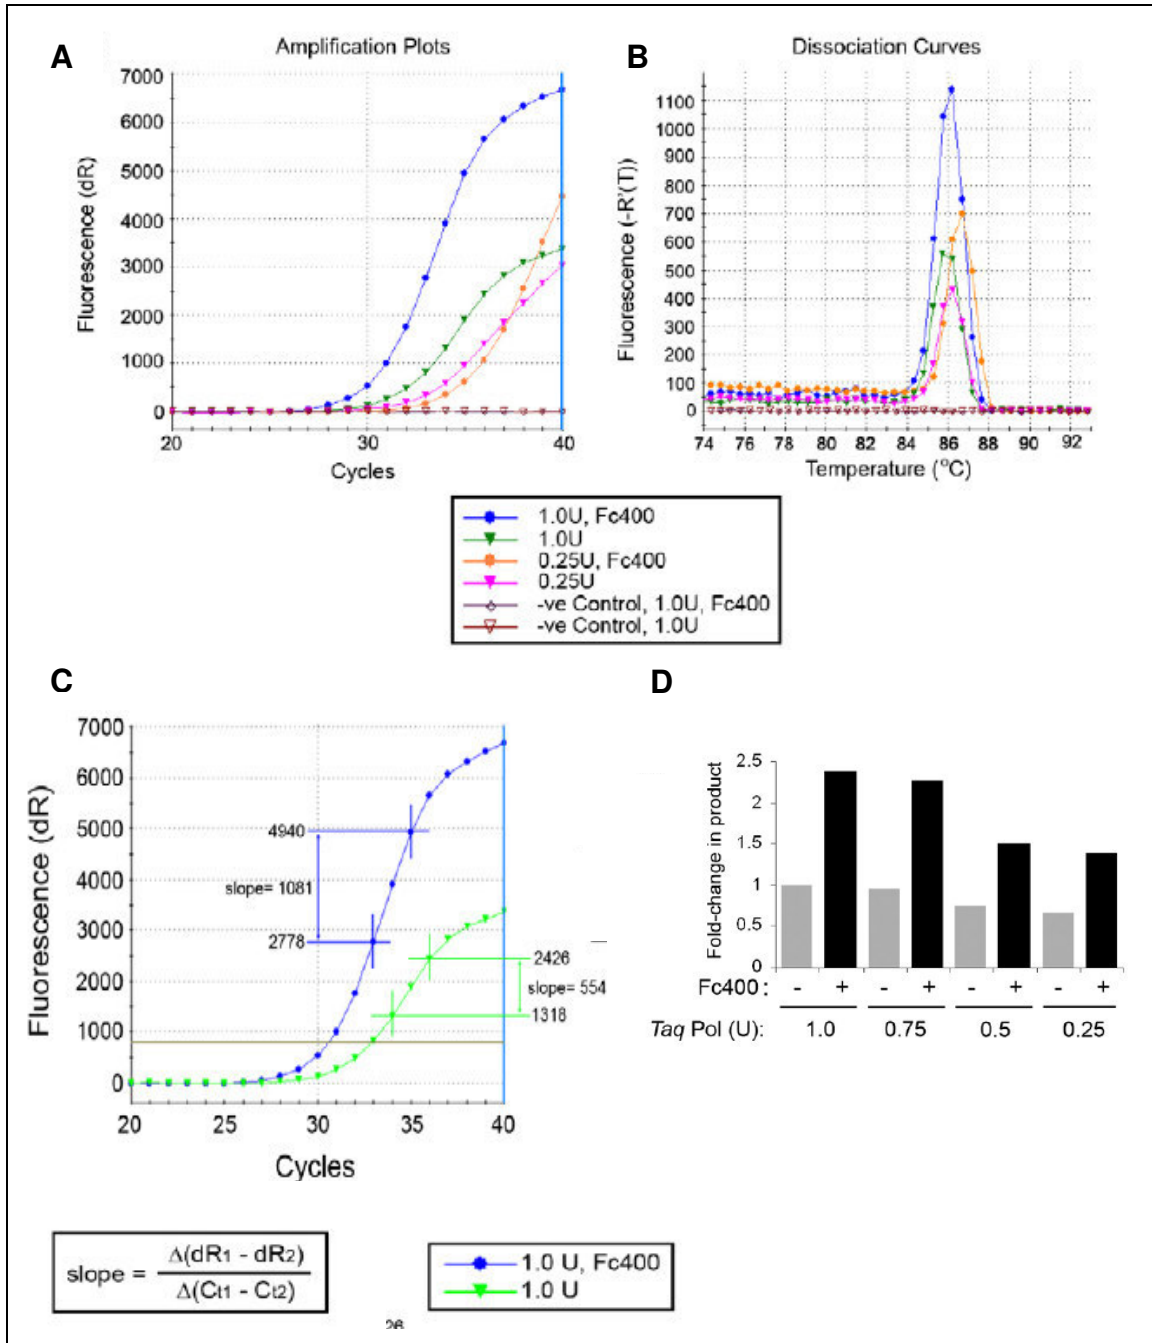 A
Amplification Plots
7000
6000
5000
4000
3000
2000
1000
0
Fluorescence (dR)
20
30
40
Cycles
B
Dissociation Curves
1100
1000
900
800
700
600
500
400
300
200
100
0
Fluorescence (-R'(T))
74 76 78 80 82 84 86 88 90 92
Temperature (°C)
1.0U, Fc400
1.0U
0.25U, Fc400
0.25U
-ve Control, 1.0U, Fc400
-ve Control, 1.0U
C
7000
6000
5000
4000
3000
2000
1000
0
Fluorescence (dR)
4940
slope= 1081
2778
2426
slope= 554
1318
20 25 30 35 40
Cycles
slope = Δ(dR1 - dR2)
Δ(Ct1 - Ct2)
1.0 U, Fc400
1.0 U
D
2.5
2
1.5
1
0.5
0
Fold-change in product
Fc400: - + - + - + - +
Taq Pol (U): 1.0 0.75 0.5 0.25